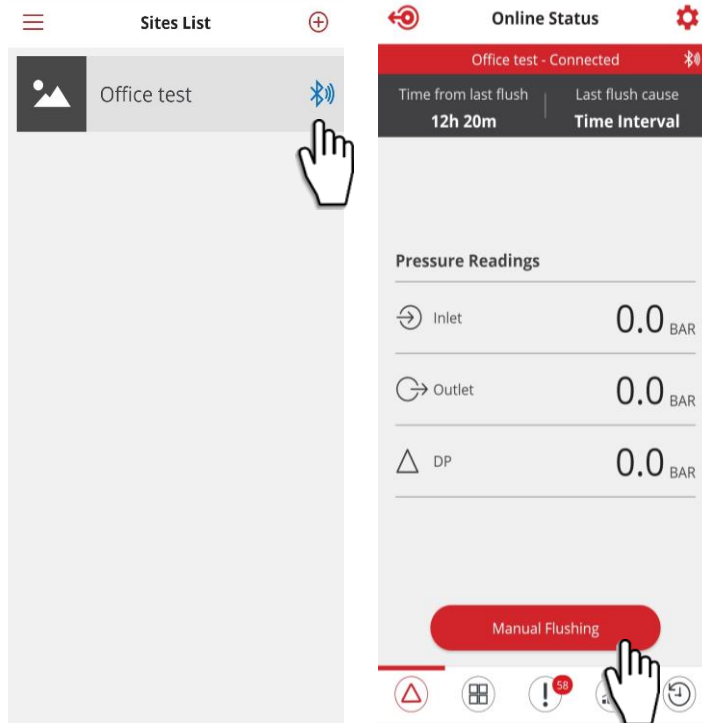 Sites List
Office test
Online Status
Office test - Connected
Time from last flush
Last flush cause
12h 20m
Time Interval
Pressure Readings
Inlet
0.0 BAR
Outlet
0.0 BAR
DP
0.0 BAR
Manual Flushing
58